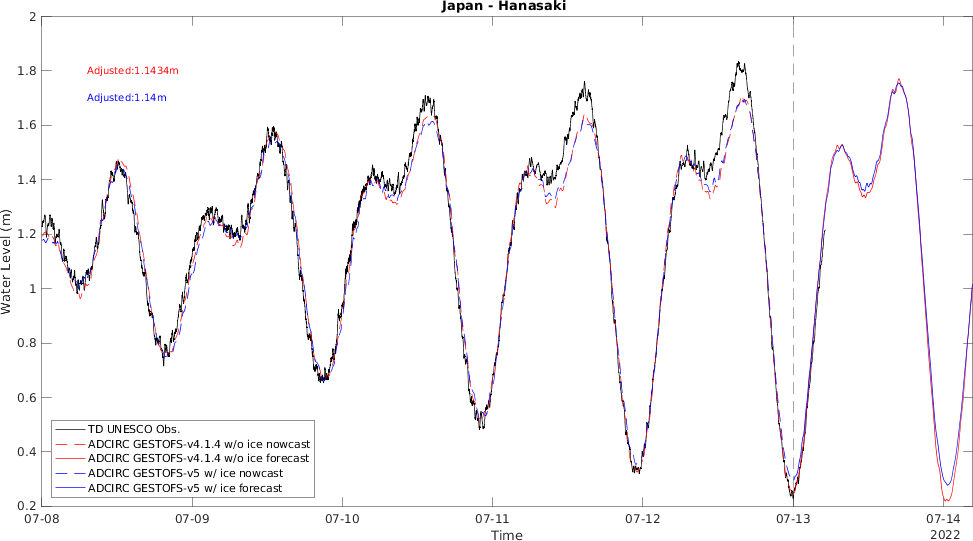 Japan - Hanasaki
2
1.8
1.6
1.4
1.2
1
0.8
0.6
0.4
0.2
Water Level (m)
Adjusted:1.1434m
Adjusted:1.14m
TD UNESCO Obs.
ADCIRC GESTOFS-v4.1.4 w/o ice nowcast
ADCIRC GESTOFS-v4.1.4 w/o ice forecast
ADCIRC GESTOFS-v5 w/ ice nowcast
ADCIRC GESTOFS-v5 w/ ice forecast
07-08 07-09 07-10 07-11 07-12 07-13 07-14
Time
2022